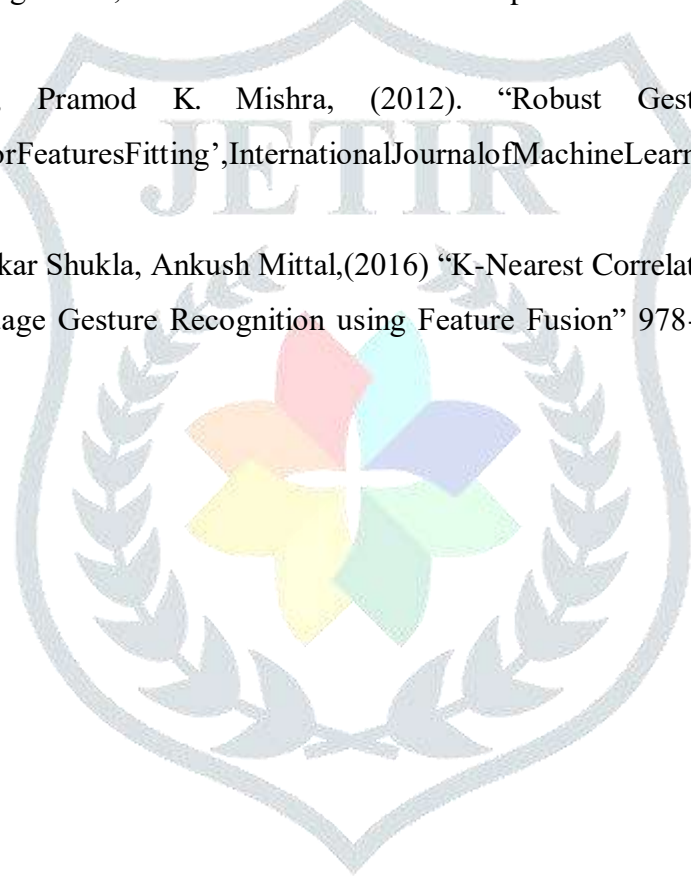 Pramod K. Mishra, (2012). “Robust Gest
JETIR
orFeaturesFitting’,InternationalJournalofMachineLearn
kar Shukla, Ankush Mittal,(2016) “K-Nearest Correlat
age Gesture Recognition using Feature Fusion” 978-